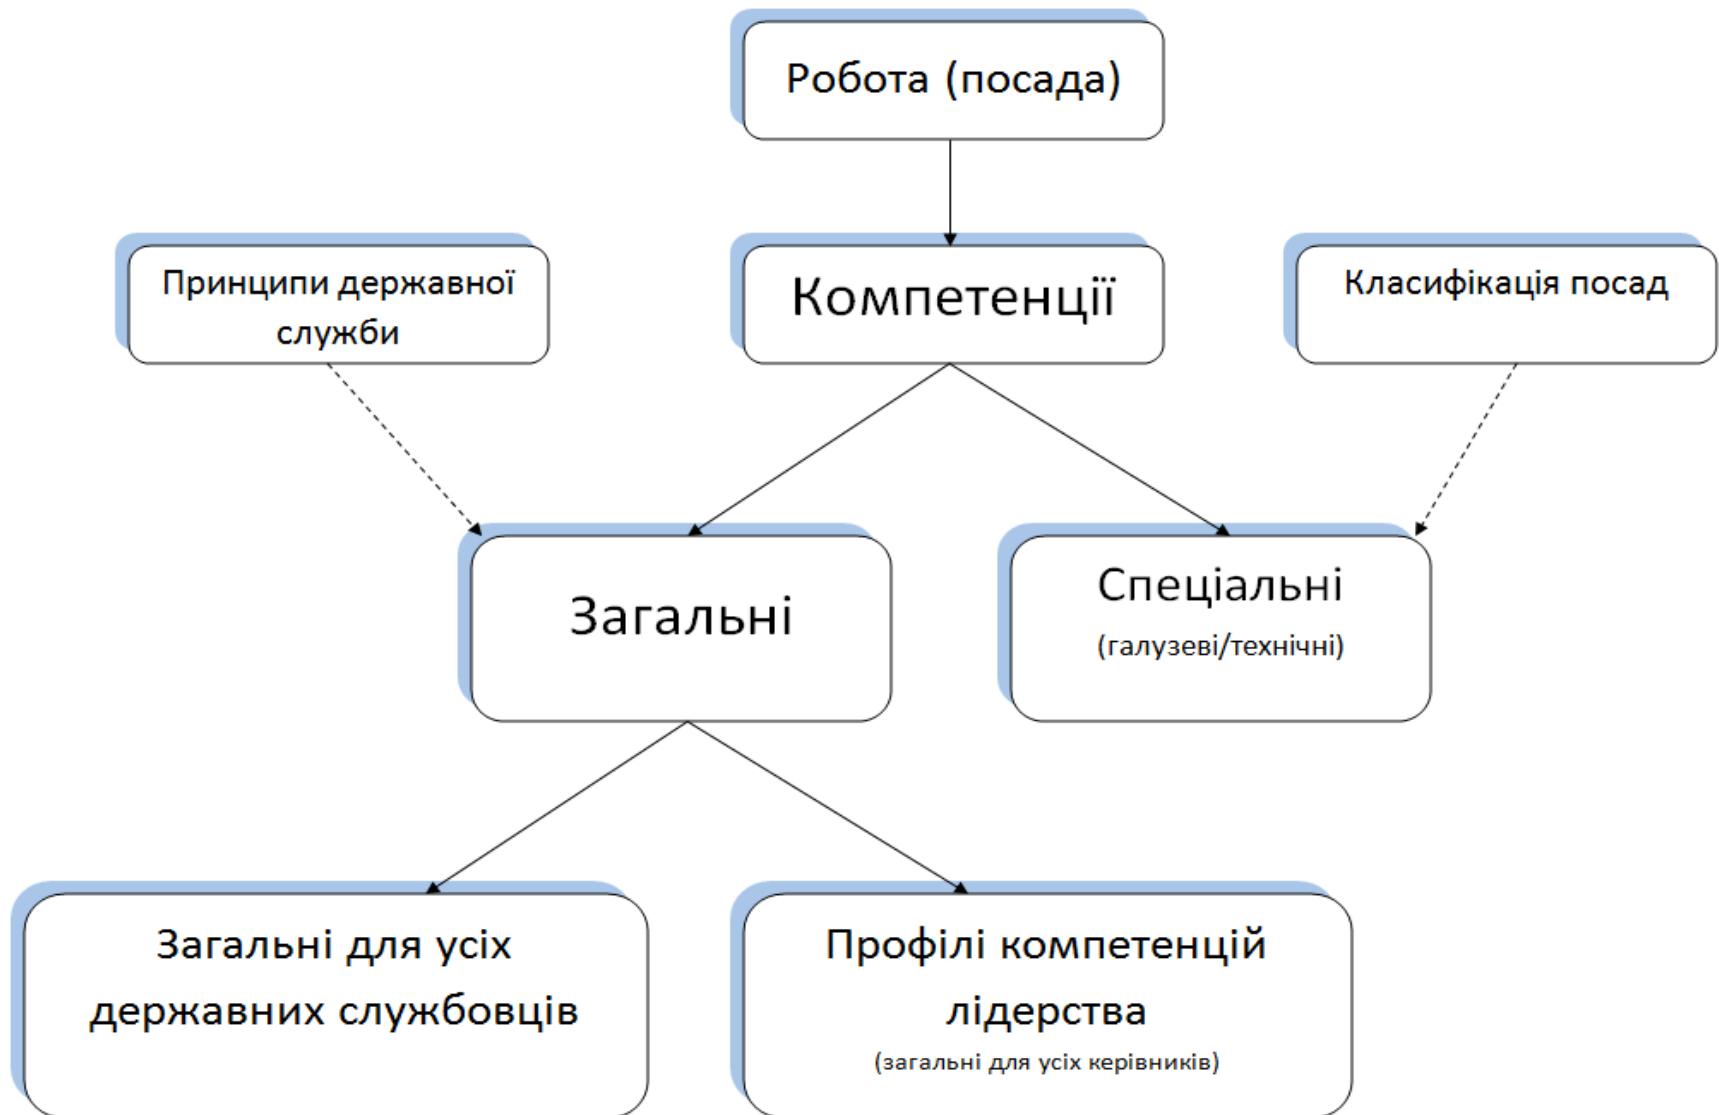 Робота (посада)
Принципи державної
служби
Компетенції
Класифікація посад
Загальні
Спеціальні
(галузеві/технічні)
Загальні для усіх
державних службовців
Профілі компетенцій
лідерства
(загальні для усіх керівників)